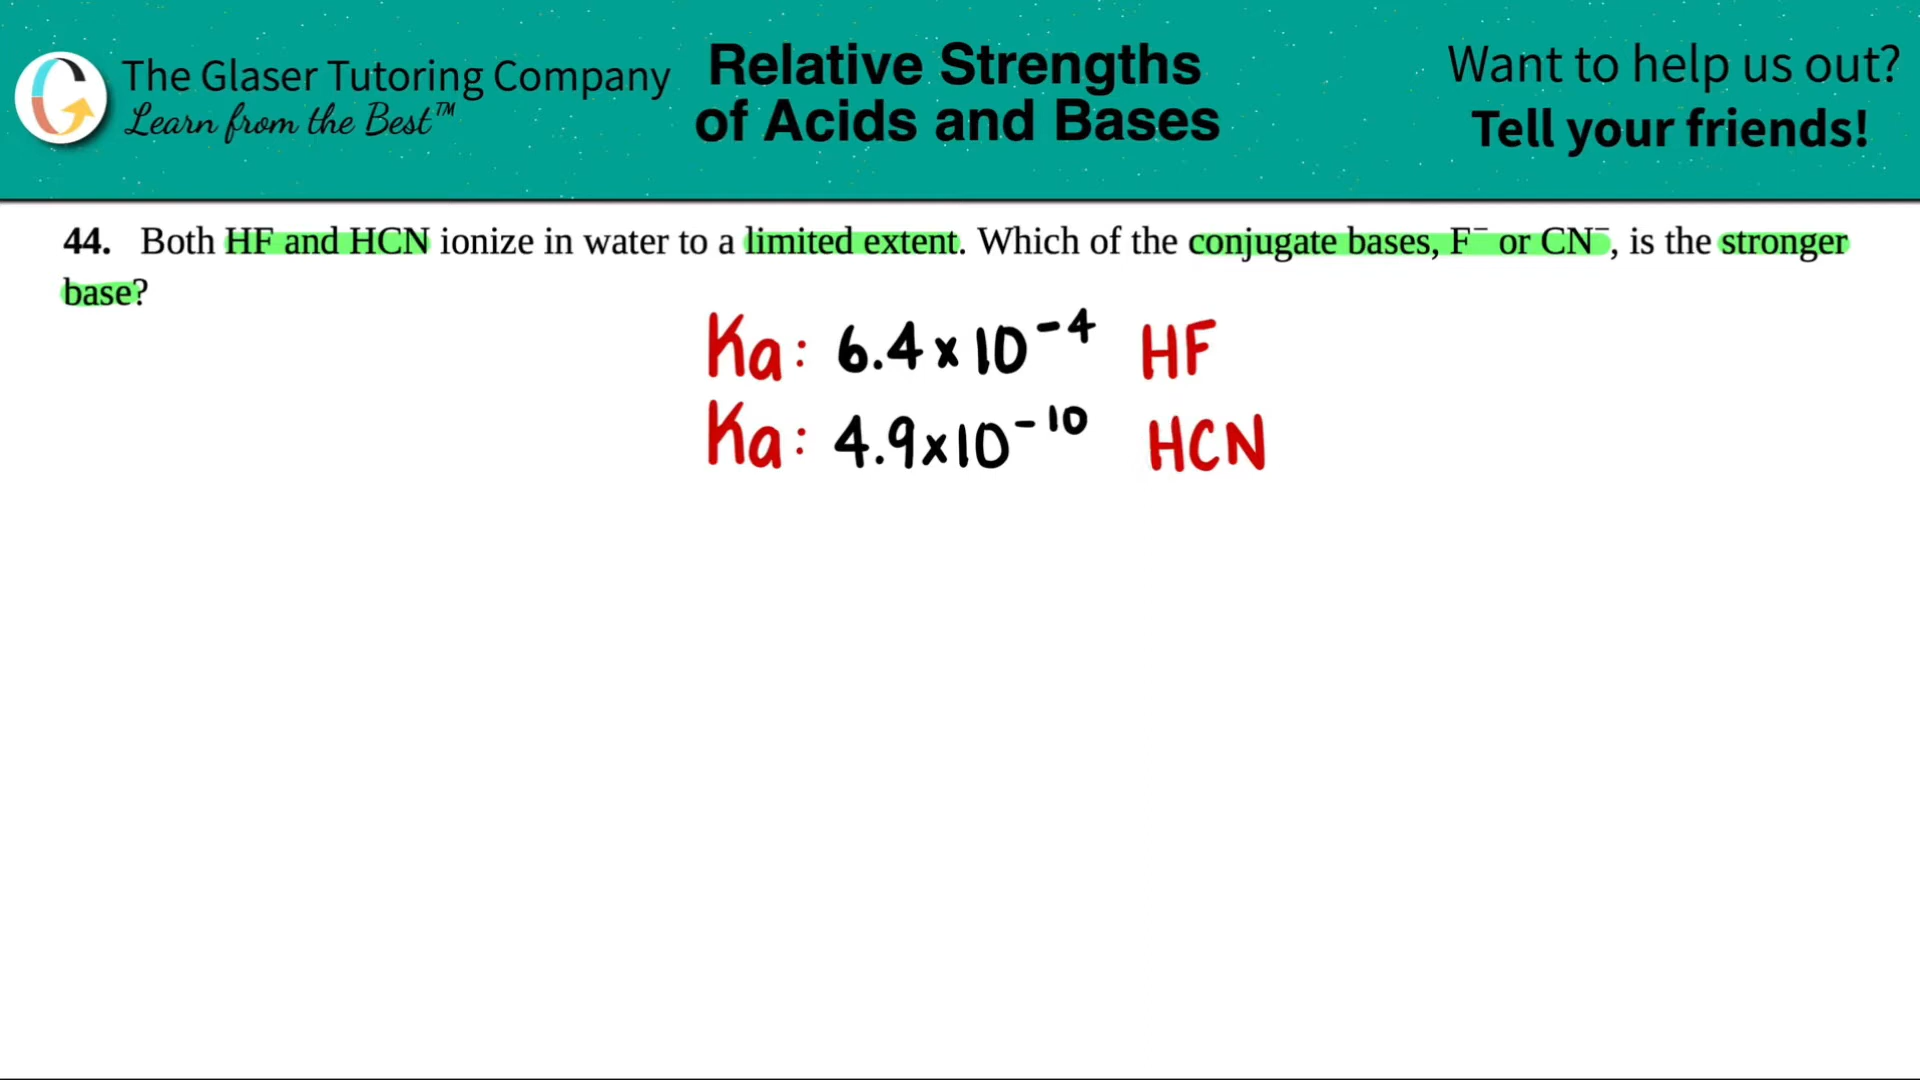 The Glaser Tutoring Company
Learn from the Best™
Relative Strengths
of Acids and Bases
Want to help us out?
Tell your friends!
44. Both HF and HCN ionize in water to a limited extent. Which of the conjugate bases, F⁻ or CN⁻, is the stronger
base?
Ka: 6.4 x 10⁻⁴ HF
Ka: 4.9 x 10⁻¹⁰ HCN